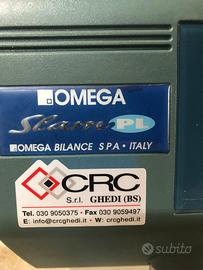 OMEGA
Slam PL
OMEGA BILANCE S P A • ITALY
CRC
S.r.l. GHEDI (BS)
Tel. 030 9050375 • Fax 030 9059497
E: info@crcghedi.it • W: crcghedi.it
subito